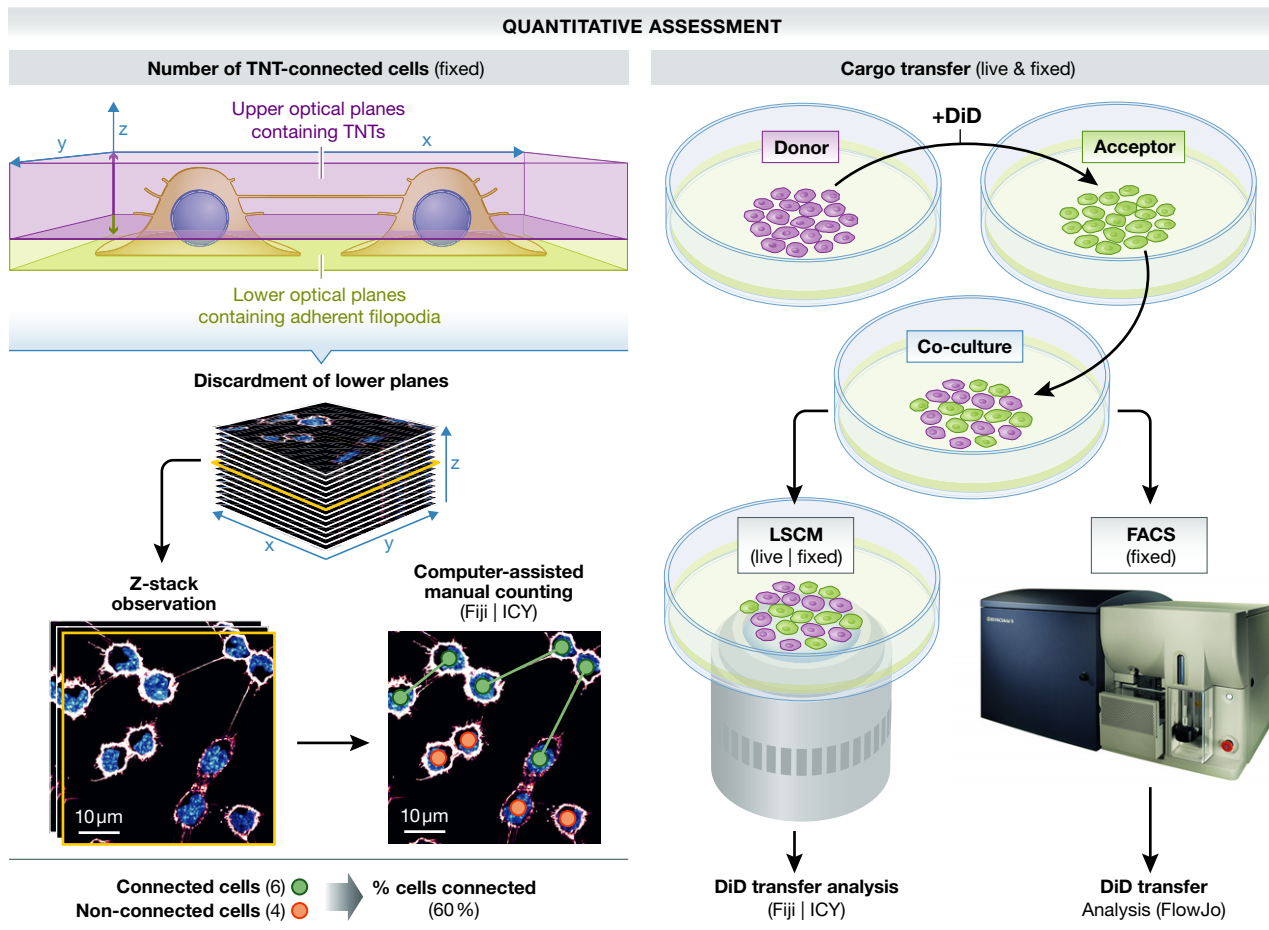 QUANTITATIVE ASSESSMENT
Number of TNT-connected cells (fixed)
Upper optical planes
containing TNTs
z
y
x
Lower optical planes
containing adherent filopodia
Discardment of lower planes
z
x
y
Z-stack
observation
Computer-assisted
manual counting
(Fiji | ICY)
10 µm
10 µm
Connected cells (6)
Non-connected cells (4)
% cells connected
(60 %)
Cargo transfer (live & fixed)
+DiD
Donor
Acceptor
Co-culture
LSCM
(live | fixed)
FACS
(fixed)
DiD transfer analysis
(Fiji | ICY)
DiD transfer
Analysis (FlowJo)